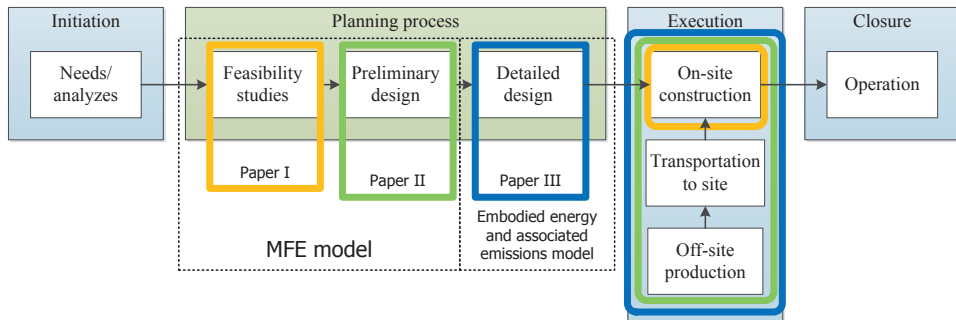 Initiation
Planning process
Execution
Closure
Needs/
analyzes
Feasibility
studies
Preliminary
design
Detailed
design
On-site
construction
Operation
Paper I
Paper II
Paper III
Transportation
to site
MFE model
Embodied energy
and associated
emissions model
Off-site
production